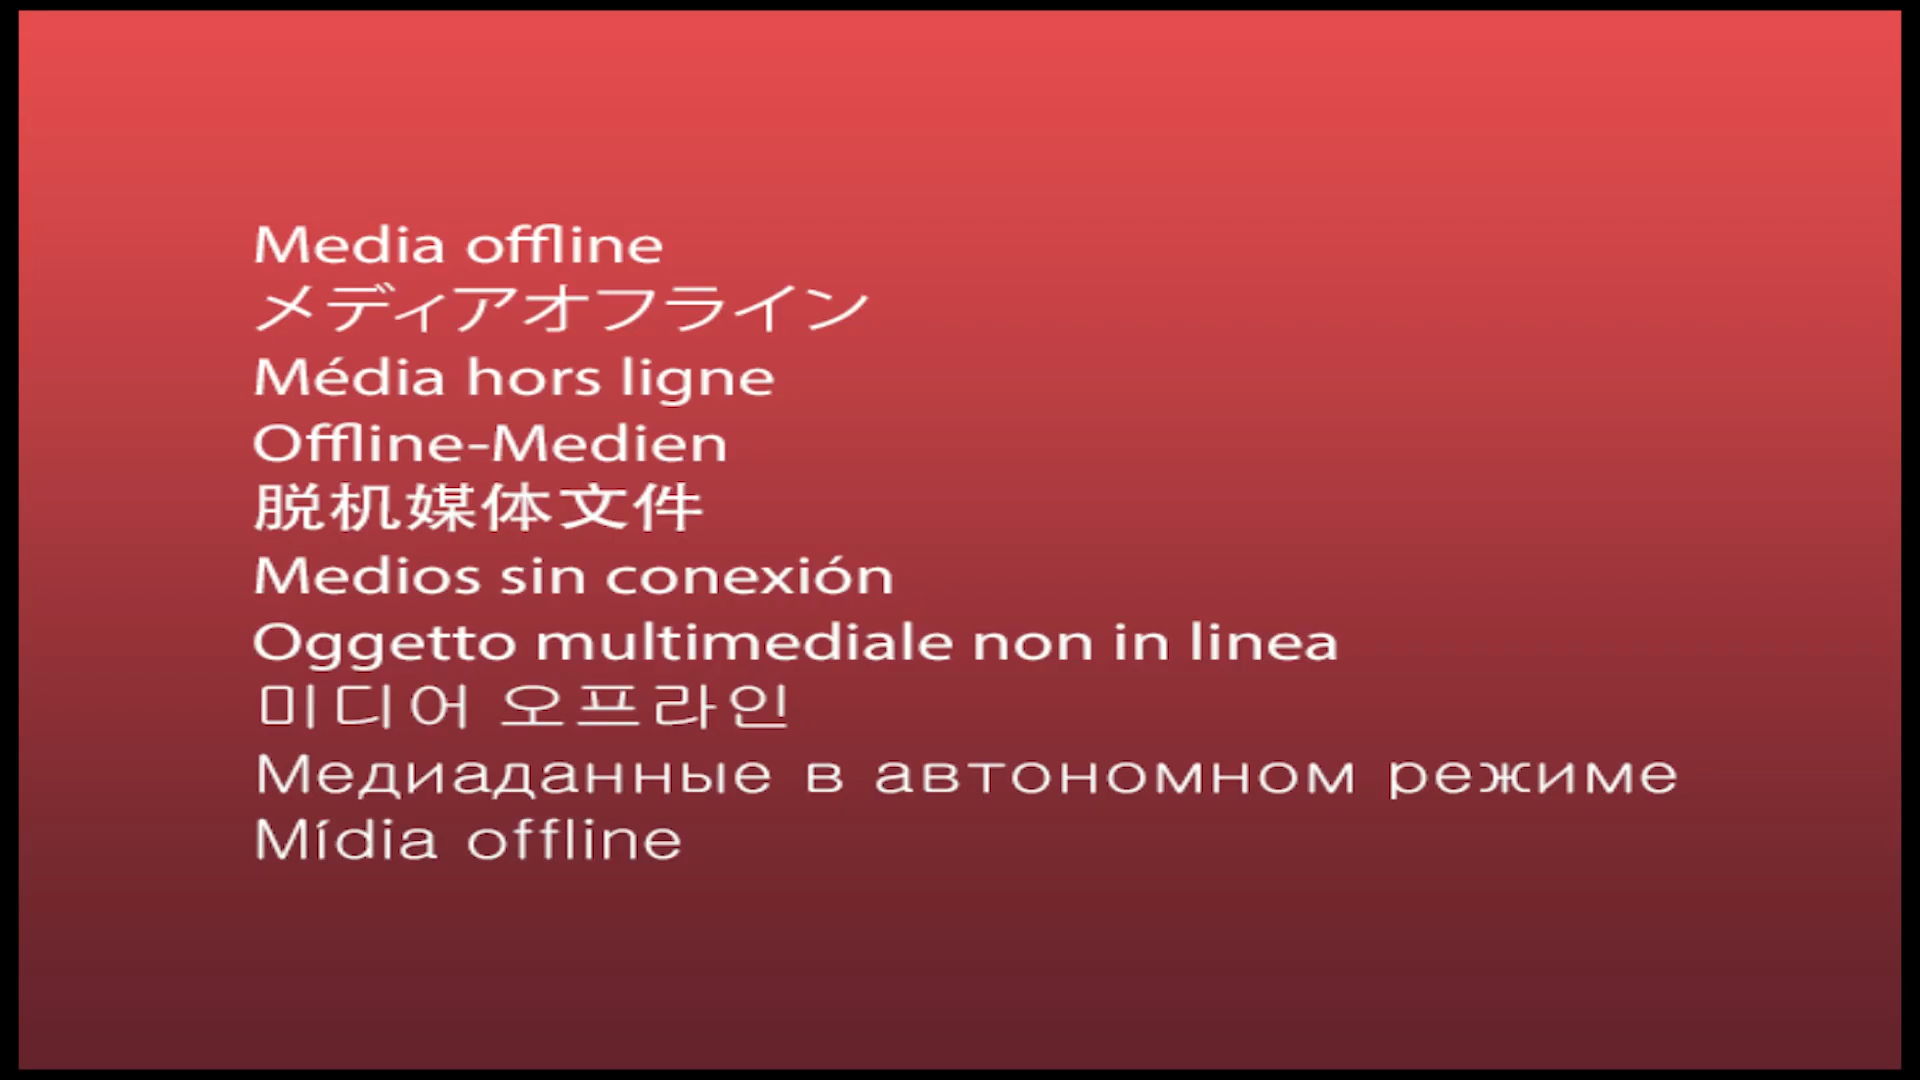 Media offline
メディアオフライン
Média hors ligne
Offline-Medien
脱机媒体文件
Medios sin conexión
Oggetto multimediale non in linea
미디어 오프라인
Медиаданные в автономном режиме
Mídia offline